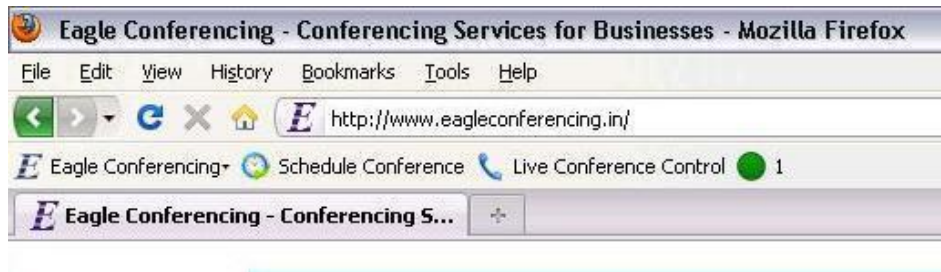 Eagle Conferencing - Conferencing Services for Businesses - Mozilla Firefox
File Edit View History Bookmarks Tools Help
E http://www.eagleconferencing.in/
E Eagle Conferencing Schedule Conference Live Conference Control 1
E Eagle Conferencing - Conferencing S...